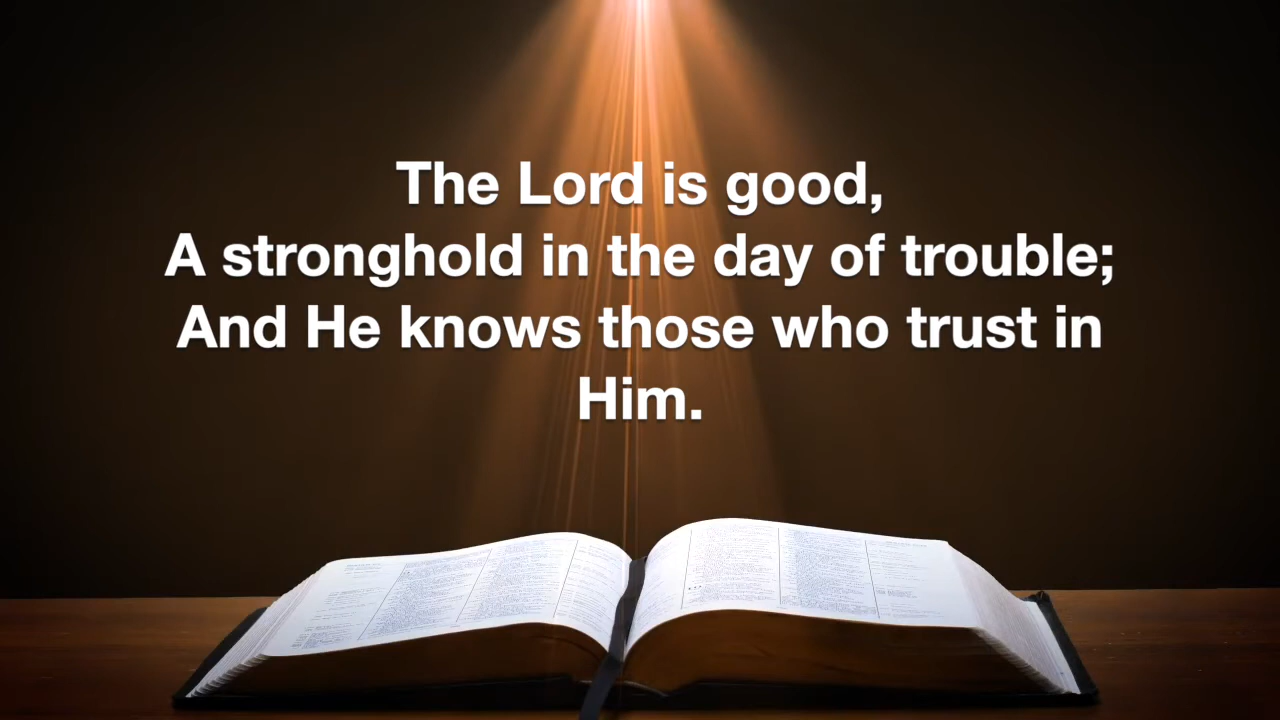 The Lord is good,
A stronghold in the day of trouble;
And He knows those who trust in
Him.